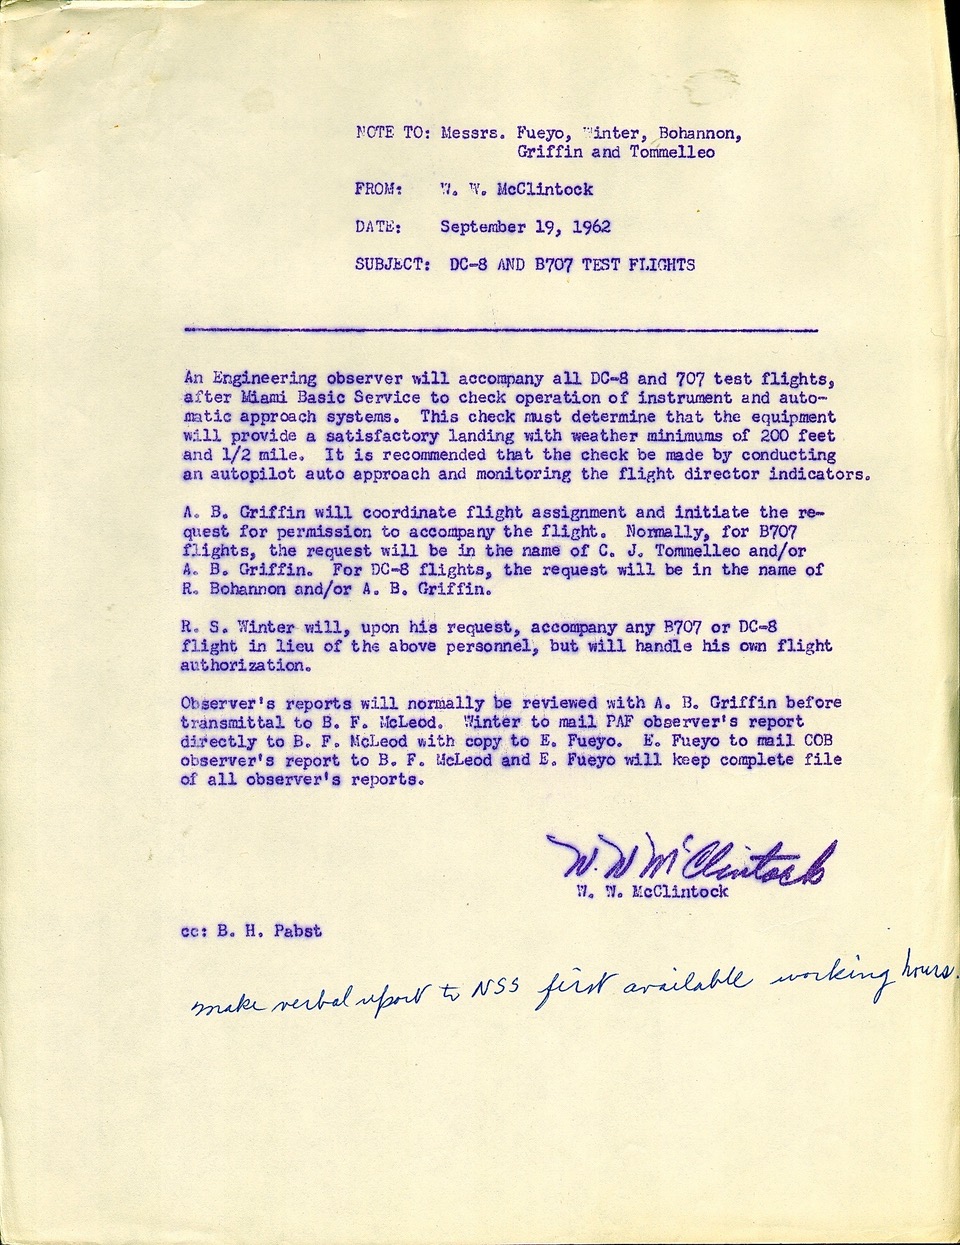 NOTE TO: Messrs. Fueyo, Winter, Bohannon,
Griffin and Tommelleo
FROM: W. W. McClintock
DATE: September 19, 1962
SUBJECT: DC-8 AND B707 TEST FLIGHTS
An Engineering observer will accompany all DC-8 and 707 test flights,
after Miami Basic Service to check operation of instrument and auto-
matic approach systems. This check must determine that the equipment
will provide a satisfactory landing with weather minimums of 200 feet
and 1/2 mile. It is recommended that the check be made by conducting
an autopilot auto approach and monitoring the flight director indicators.
A. B. Griffin will coordinate flight assignment and initiate the re-
quest for permission to accompany the flight. Normally, for B707
flights, the request will be in the name of C. J. Tommelleo and/or
A. B. Griffin. For DC-8 flights, the request will be in the name of
R. Bohannon and/or A. B. Griffin.
R. S. Winter will, upon his request, accompany any B707 or DC-8
flight in lieu of the above personnel, but will handle his own flight
authorization.
Observer's reports will normally be reviewed with A. B. Griffin before
transmittal to B. F. McLeod. Winter to mail PAF observer's report
directly to B. F. McLeod with copy to E. Fueyo. E. Fueyo to mail COB
observer's report to B. F. McLeod and E. Fueyo will keep complete file
of all observer's reports.
W. W McClintock
W. W. McClintock
cc: B. H. Pabst
make verbal report to NSS first available working hours.